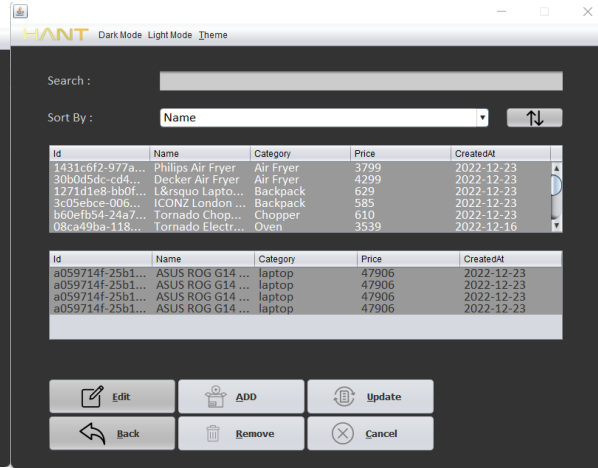 HANT Dark Mode Light Mode Theme
Search :
Sort By : Name
Id Name Category Price CreatedAt
1431c6f2-977a... Philips Air Fryer Air Fryer 3799 2022-12-23
30b0d5dc-cd4... Decker Air Fryer Air Fryer 4299 2022-12-23
1271d1e8-bb0f... L&rsquo Lapto... Backpack 629 2022-12-23
3c05ebce-006... ICONZ London ... Backpack 585 2022-12-23
b60efb54-24a7... Tornado Chop... Chopper 610 2022-12-23
08ca49ba-118... Tornado Electr... Oven 3539 2022-12-16
Id Name Category Price CreatedAt
a059714f-25b1... ASUS ROG G14 ... laptop 47906 2022-12-23
a059714f-25b1... ASUS ROG G14 ... laptop 47906 2022-12-23
a059714f-25b1... ASUS ROG G14 ... laptop 47906 2022-12-23
a059714f-25b1... ASUS ROG G14 ... laptop 47906 2022-12-23
Edit ADD Update
Back Remove Cancel